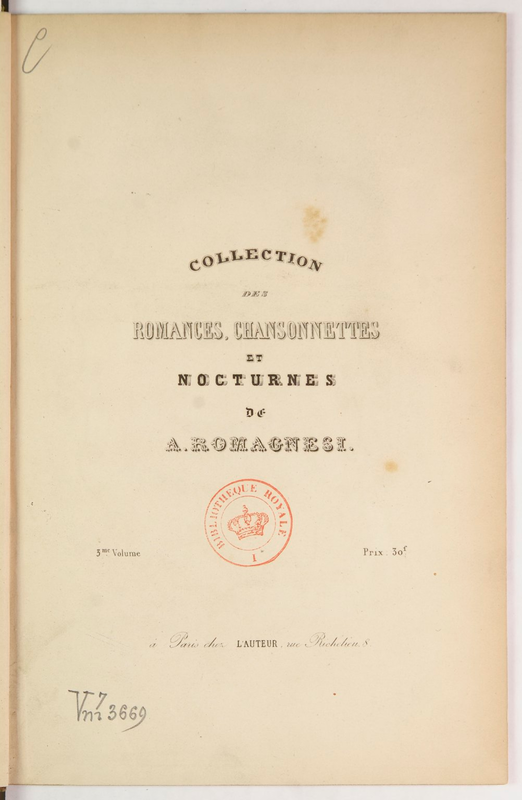 C
COLLECTION
DES
ROMANCES, CHANSONNETTES
ET
NOCTURNES
DE
A. ROMAGNESI.
BIBLIOTHEQUE ROYALE
I
3me Volume Prix. 30f
à Paris chez L'AUTEUR, rue Richelieu, 8.
Vm7 3669